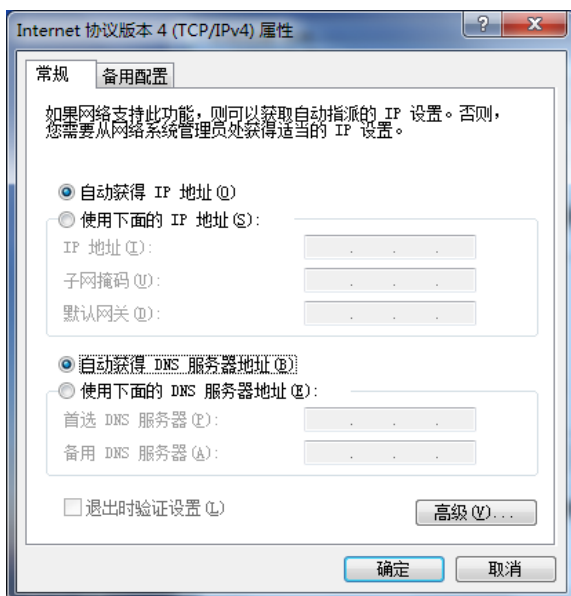 Internet 协议版本 4 (TCP/IPv4) 属性
常规 备用配置
如果网络支持此功能，则可以获取自动指派的 IP 设置。否则，
您需要从网络系统管理员处获得适当的 IP 设置。
自动获得 IP 地址(O)
使用下面的 IP 地址(S):
IP 地址(I):
子网掩码(U):
默认网关(D):
自动获得 DNS 服务器地址(B)
使用下面的 DNS 服务器地址(E):
首选 DNS 服务器(P):
备用 DNS 服务器(A):
退出时验证设置(L)
高级(V)...
确定 取消